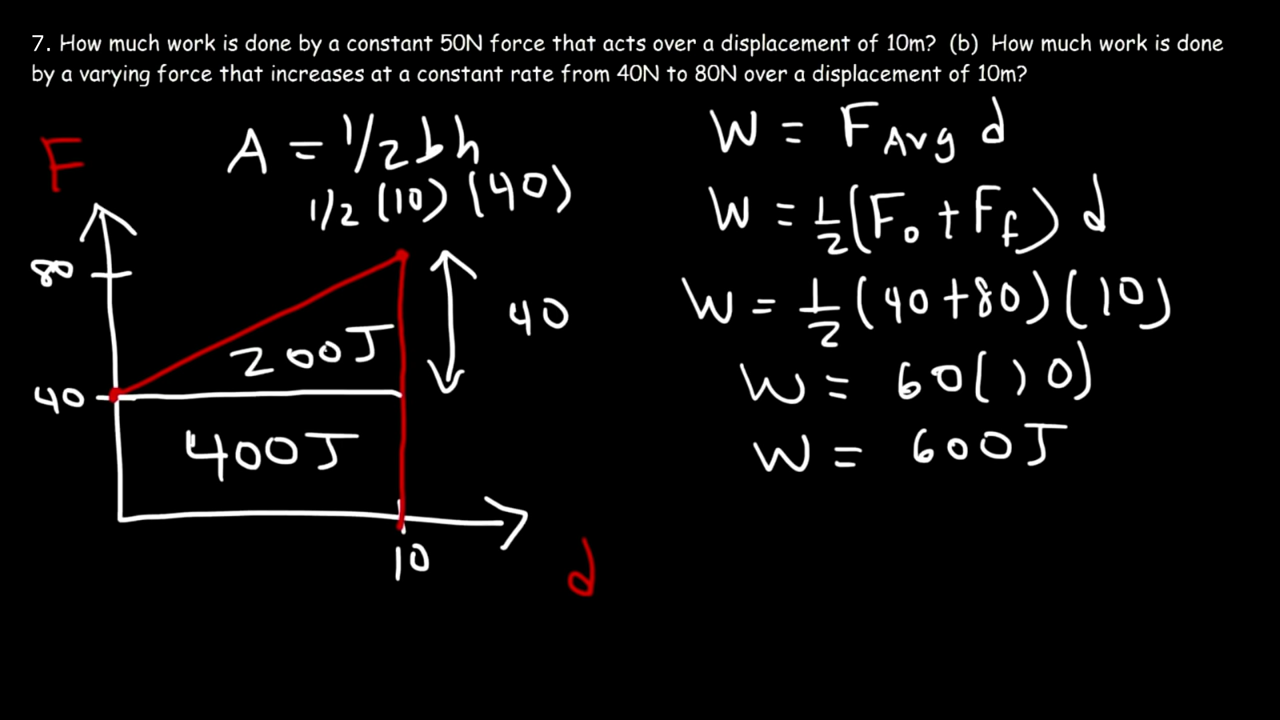 7. How much work is done by a constant 50N force that acts over a displacement of 10m? (b) How much work is done
by a varying force that increases at a constant rate from 40N to 80N over a displacement of 10m?
F
A = 1/2 bh
1/2 (10) (40)
80
40
200J
40
400J
10
d
W = F Avg d
W = 1/2 (F₀ + F_f) d
W = 1/2 (40 + 80) (10)
W = 60 (10)
W = 600J